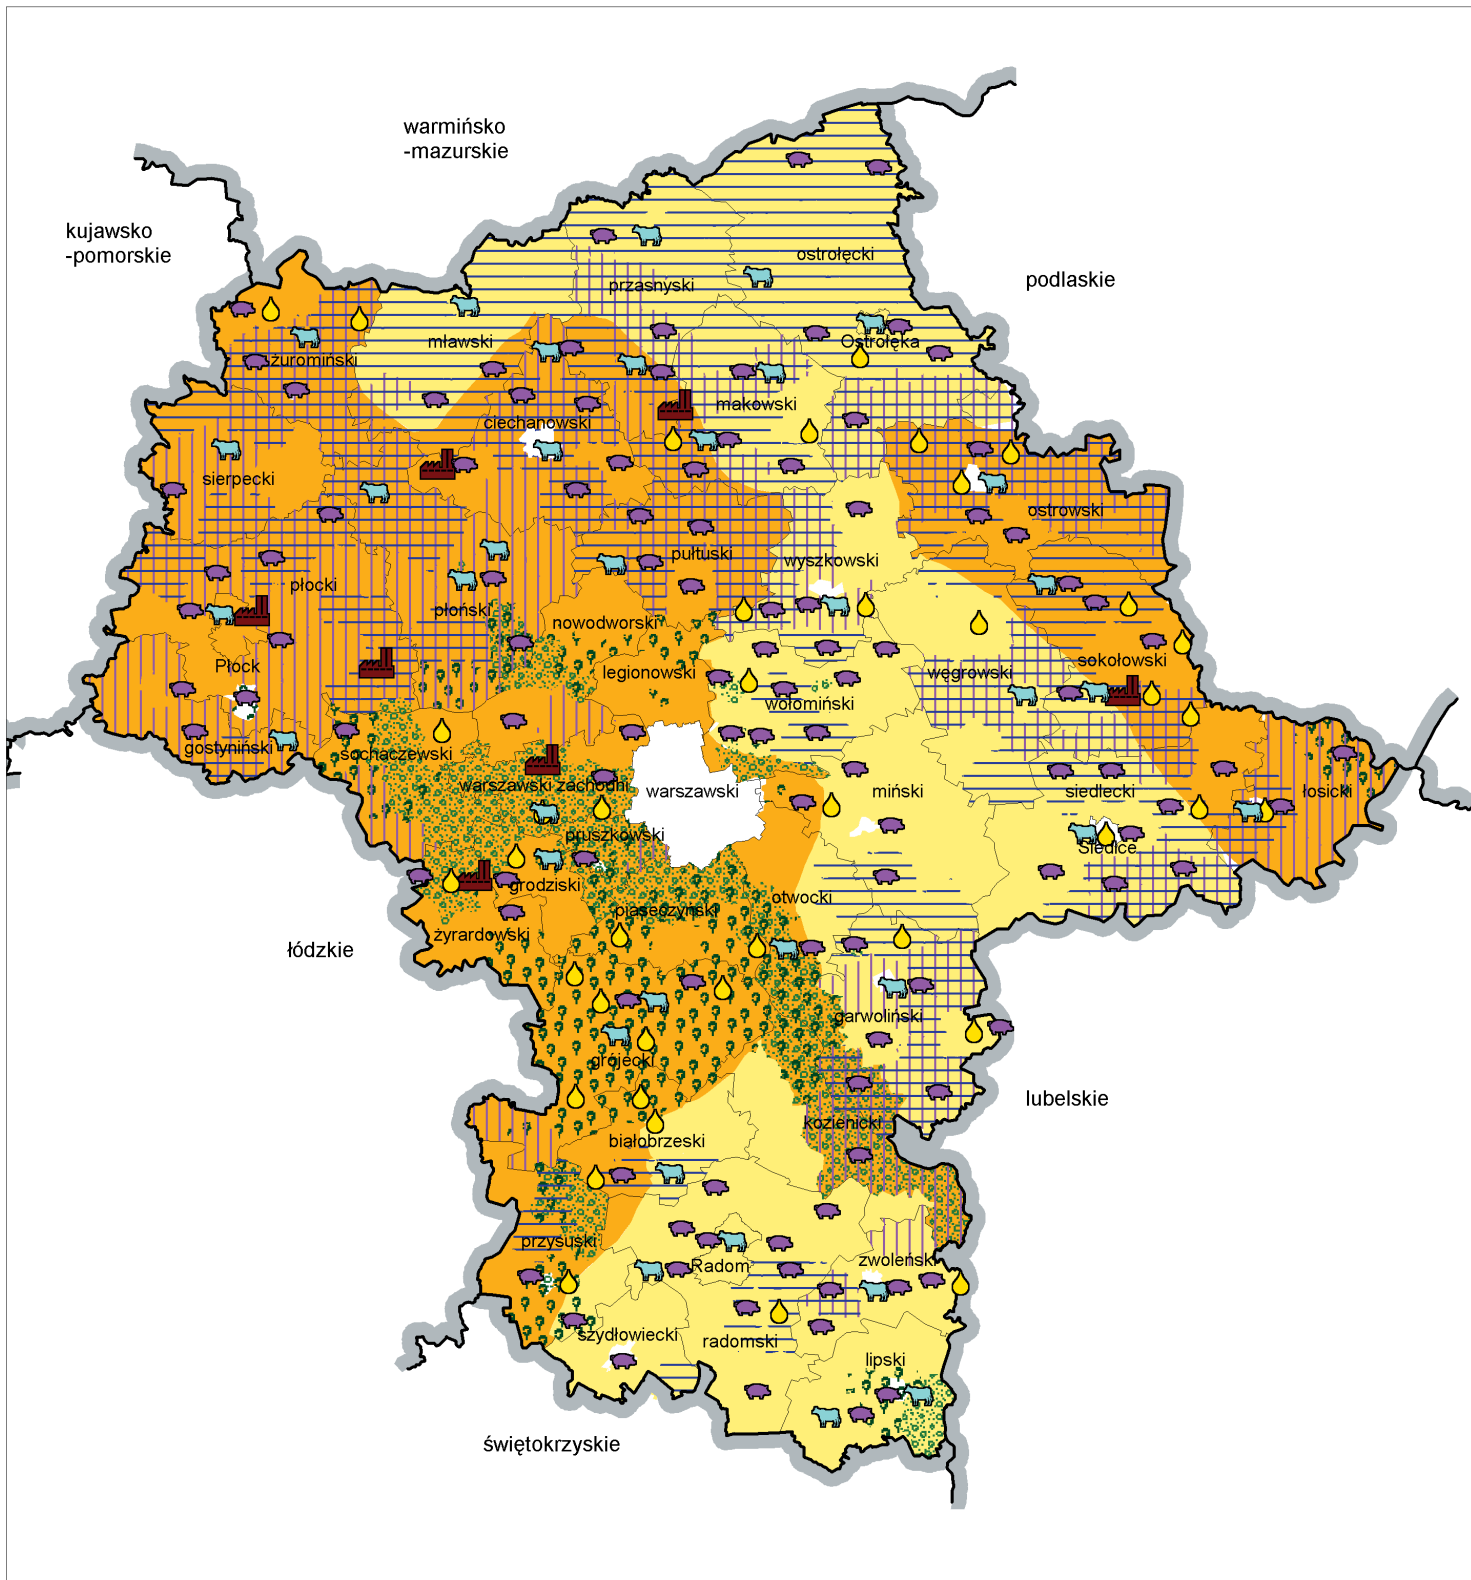 warmińsko
-mazurskie
kujawsko
-pomorskie
ostrołęcki
podlaskie
przasnyski
mławski
Ostrołęka
żuromiński
makowski
ciechanowski
sierpecki
ostrowski
pułtuski
wyszkowski
płocki
płoński
nowodworski
Płock
legionowski
węgrowski
sokołowski
wołomiński
gostyniński
sochaczewski
warszawski zachodni
warszawski
miński
siedlecki
łosicki
pruszkowski
Siedlce
grodziski
otwocki
piaseczyński
żyrardowski
łódzkie
garwoliński
grójecki
lubelskie
kozienicki
białobrzeski
przysuski
zwoleński
Radom
szydłowiecki
radomski
lipski
świętokrzyskie